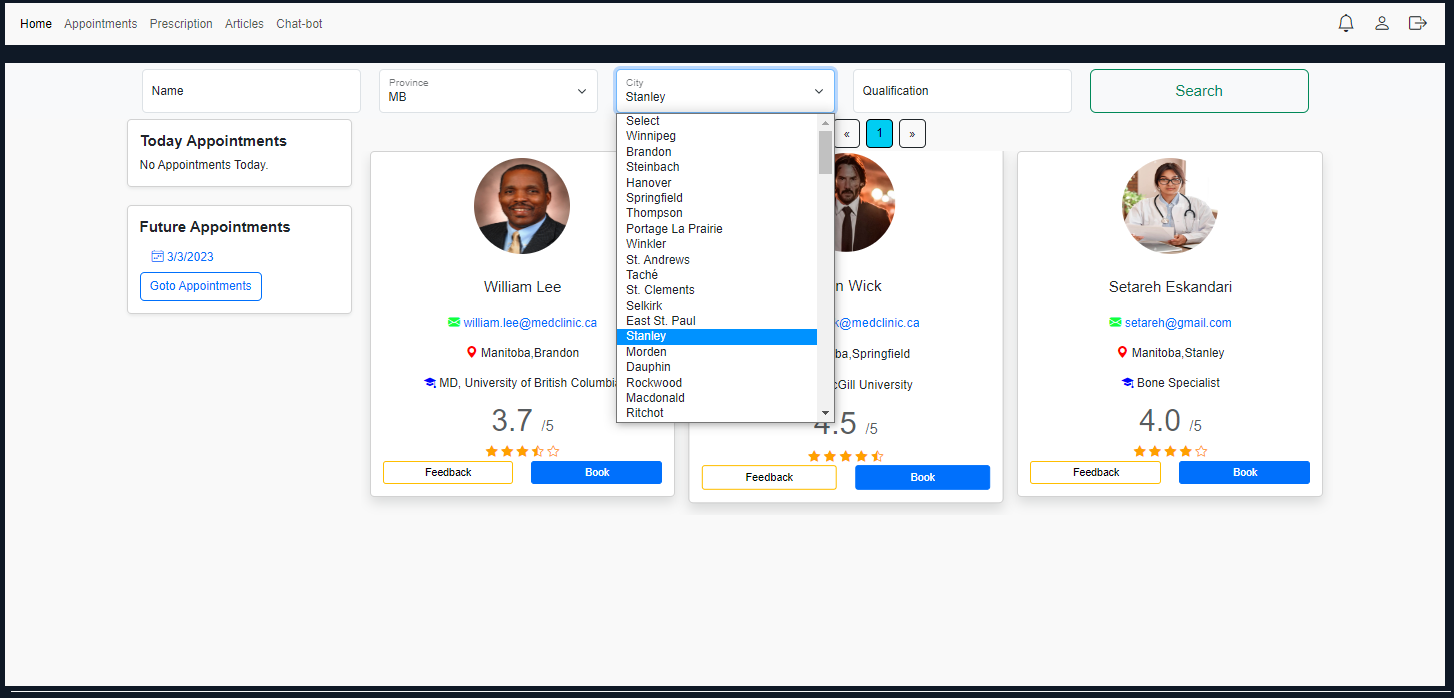 Home Appointments Prescription Articles Chat-bot
Name
Province
MB
City
Stanley
Qualification
Search
Select
Winnipeg
Brandon
Steinbach
Hanover
Springfield
Thompson
Portage La Prairie
Winkler
St. Andrews
Taché
St. Clements
Selkirk
East St. Paul
Stanley
Morden
Dauphin
Rockwood
Macdonald
Ritchot
« 1 »
Today Appointments
No Appointments Today.
Future Appointments
3/3/2023
Goto Appointments
William Lee
william.lee@medclinic.ca
Manitoba,Brandon
MD, University of British
3.7 /5
Feedback Book
Wick
@medclinic.ca
,Springfield
University
4.5 /5
Feedback Book
Setareh Eskandari
setareh@gmail.com
Manitoba,Stanley
Bone Specialist
4.0 /5
Feedback Book